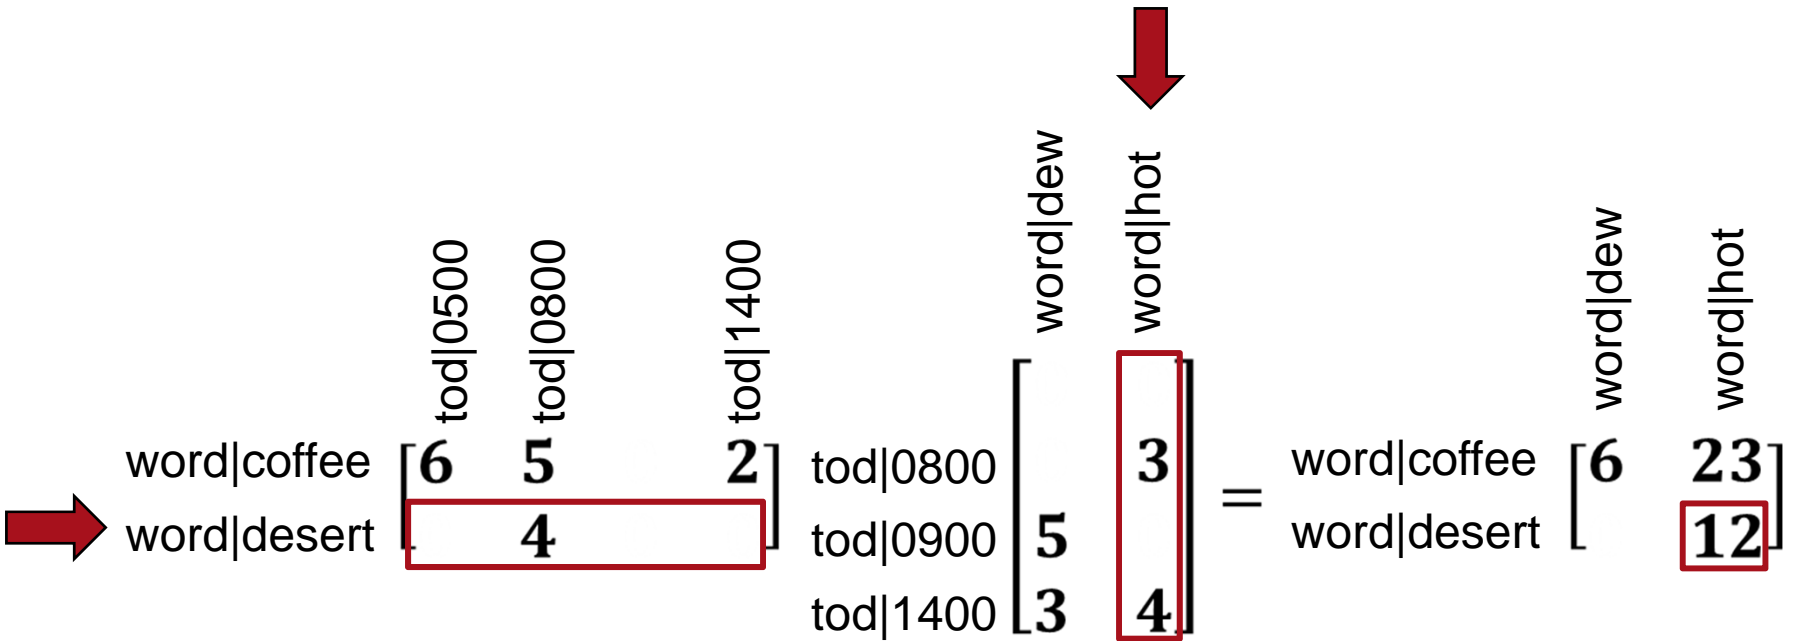 tod|0500 tod|0800 tod|1400
word|dew word|hot
word|dew word|hot
word|coffee [6 5 2]
word|desert 4
tod|0800 3
tod|0900 5
tod|1400 3 4
=
word|coffee 6 23
word|desert 12